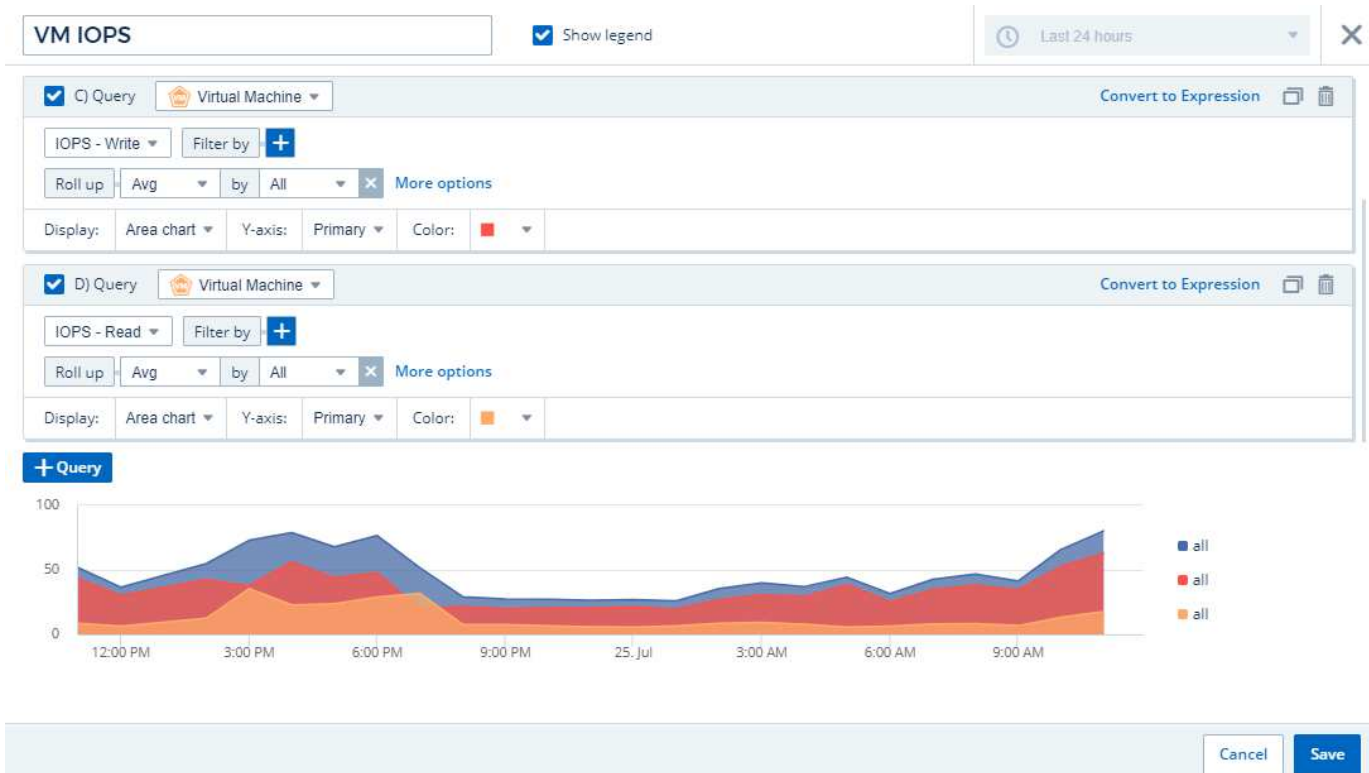 VM IOPS Show legend Last 24 hours
C) Query Virtual Machine Convert to Expression
IOPS - Write Filter by
Roll up Avg by All More options
Display: Area chart Y-axis: Primary Color:
D) Query Virtual Machine Convert to Expression
IOPS - Read Filter by
Roll up Avg by All More options
Display: Area chart Y-axis: Primary Color:
+ Query
100
50
0
12:00 PM 3:00 PM 6:00 PM 9:00 PM 25. Jul 3:00 AM 6:00 AM 9:00 AM
all
all
all
Cancel Save